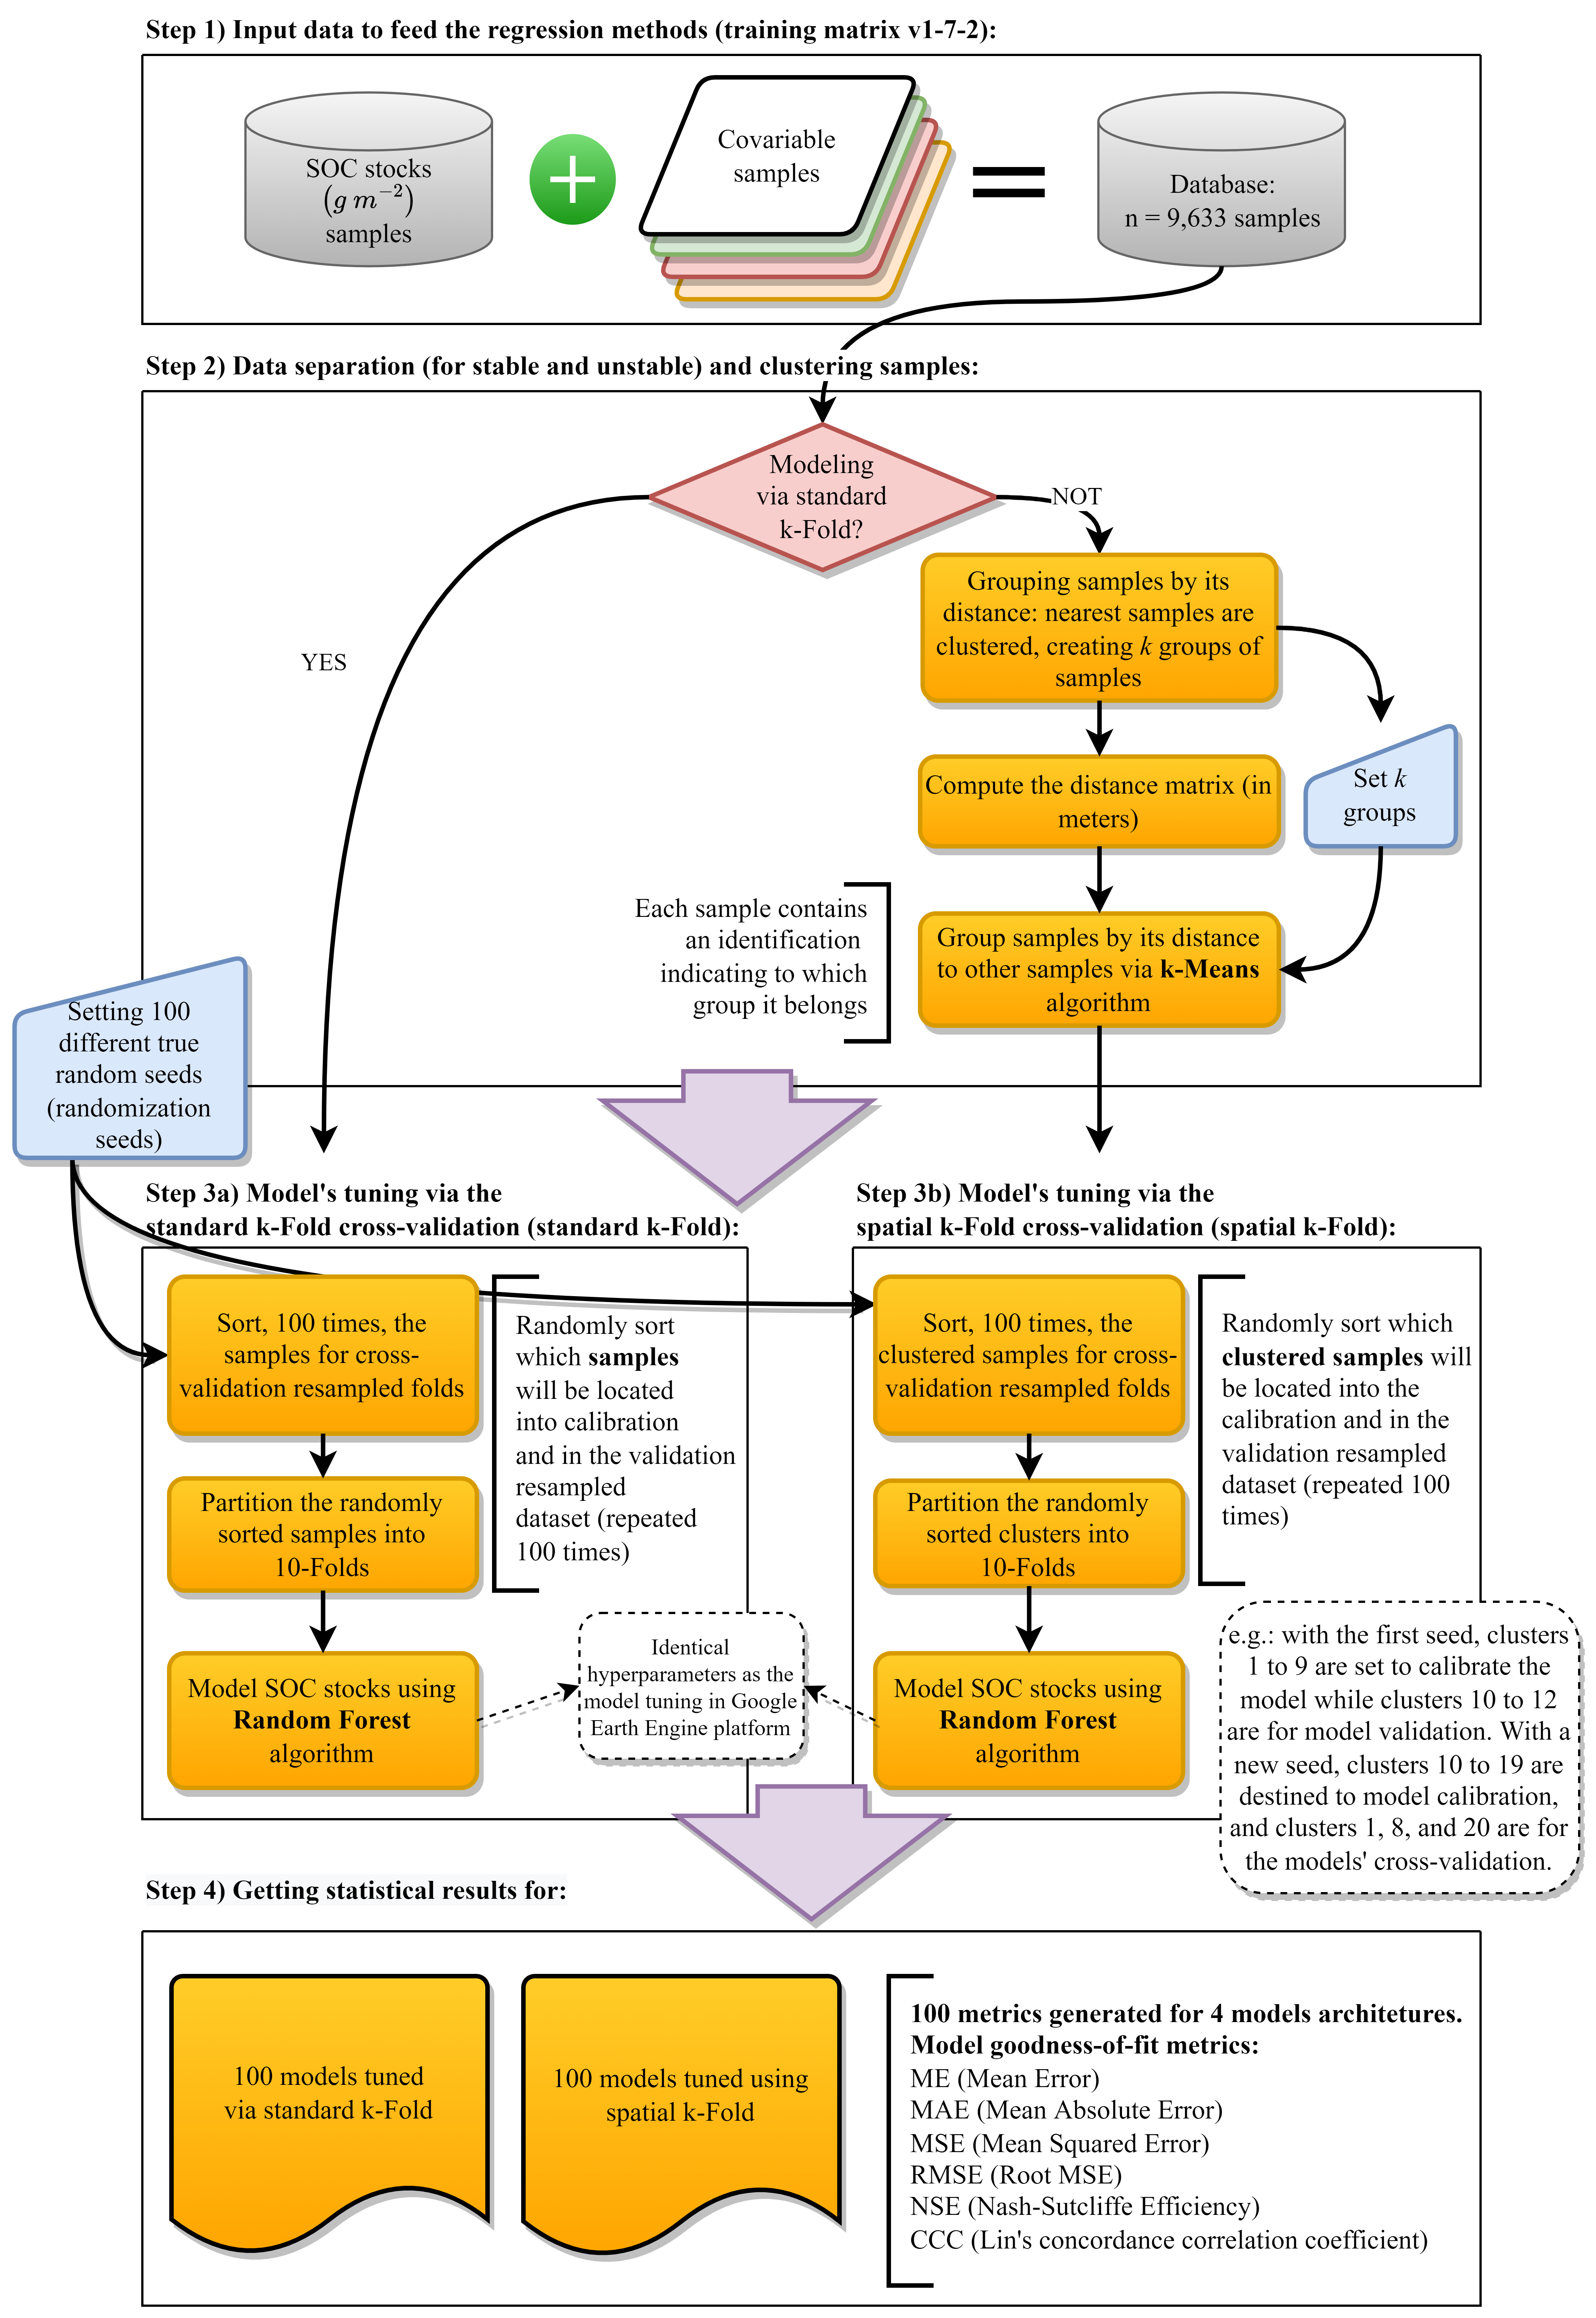 Step 1) Input data to feed the regression methods (training matrix v1-7-2):
SOC stocks
(g m⁻²)
samples
Covariable
samples
Database:
n = 9,633 samples
Step 2) Data separation (for stable and unstable) and clustering samples:
Modeling
via standard
k-Fold?
NOT
YES
Grouping samples by its
distance: nearest samples are
clustered, creating k groups of
samples
Compute the distance matrix (in
meters)
Set k
groups
Each sample contains
an identification
indicating to which
group it belongs
Group samples by its distance
to other samples via k-Means
algorithm
Setting 100
different true
random seeds
(randomization
seeds)
Step 3a) Model's tuning via the
standard k-Fold cross-validation (standard k-Fold):
Sort, 100 times, the
samples for cross-
validation resampled folds
Randomly sort
which samples
will be located
into calibration
and in the validation
resampled
dataset (repeated
100 times)
Partition the randomly
sorted samples into
10-Folds
Model SOC stocks using
Random Forest
algorithm
Identical
hyperparameters as the
model tuning in Google
Earth Engine platform
Step 3b) Model's tuning via the
spatial k-Fold cross-validation (spatial k-Fold):
Sort, 100 times, the
clustered samples for cross-
validation resampled folds
Randomly sort which
clustered samples will
be located into the
calibration and in the
validation resampled
dataset (repeated 100
times)
Partition the randomly
sorted clusters into
10-Folds
Model SOC stocks using
Random Forest
algorithm
e.g.: with the first seed, clusters
1 to 9 are set to calibrate the
model while clusters 10 to 12
are for model validation. With a
new seed, clusters 10 to 19 are
destined to model calibration,
and clusters 1, 8, and 20 are for
the models' cross-validation.
Step 4) Getting statistical results for:
100 models tuned
via standard k-Fold
100 models tuned using
spatial k-Fold
100 metrics generated for 4 models architetures.
Model goodness-of-fit metrics:
ME (Mean Error)
MAE (Mean Absolute Error)
MSE (Mean Squared Error)
RMSE (Root MSE)
NSE (Nash-Sutcliffe Efficiency)
CCC (Lin's concordance correlation coefficient)